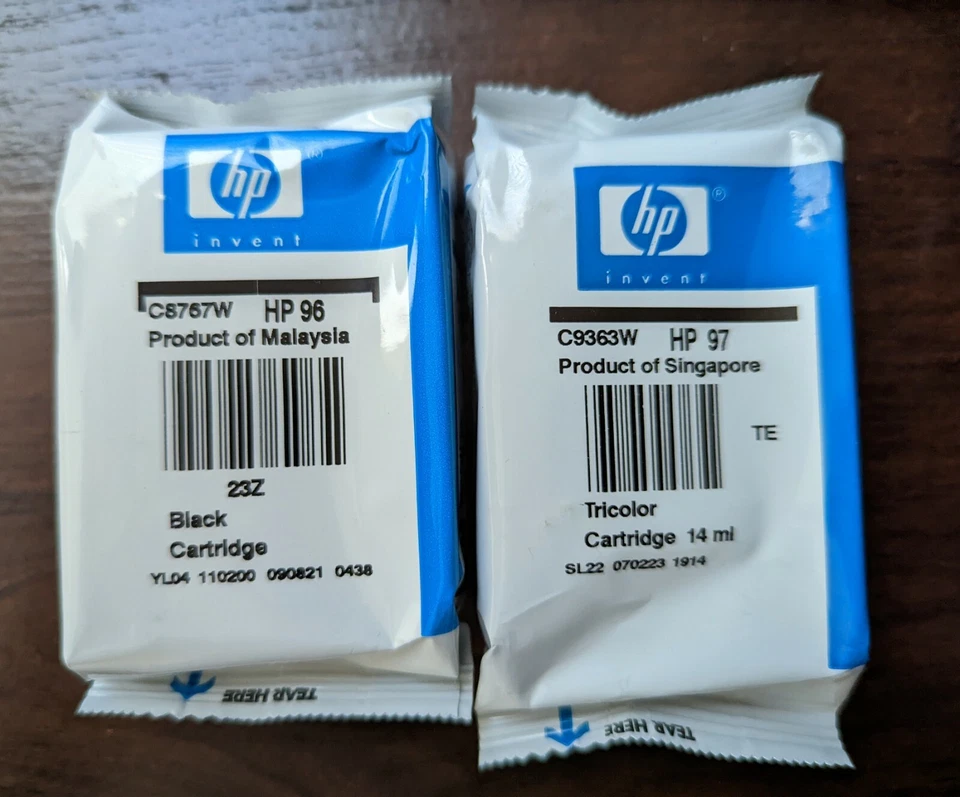 hp ®
invent
C8767W HP 96
Product of Malaysia
23Z
Black
Cartridge
YL04 110200 090821 0438
TEAR HERE
hp ®
invent
C9363W HP 97
Product of Singapore
TE
Tricolor
Cartridge 14 ml
SL22 070223 1914
TEAR HERE